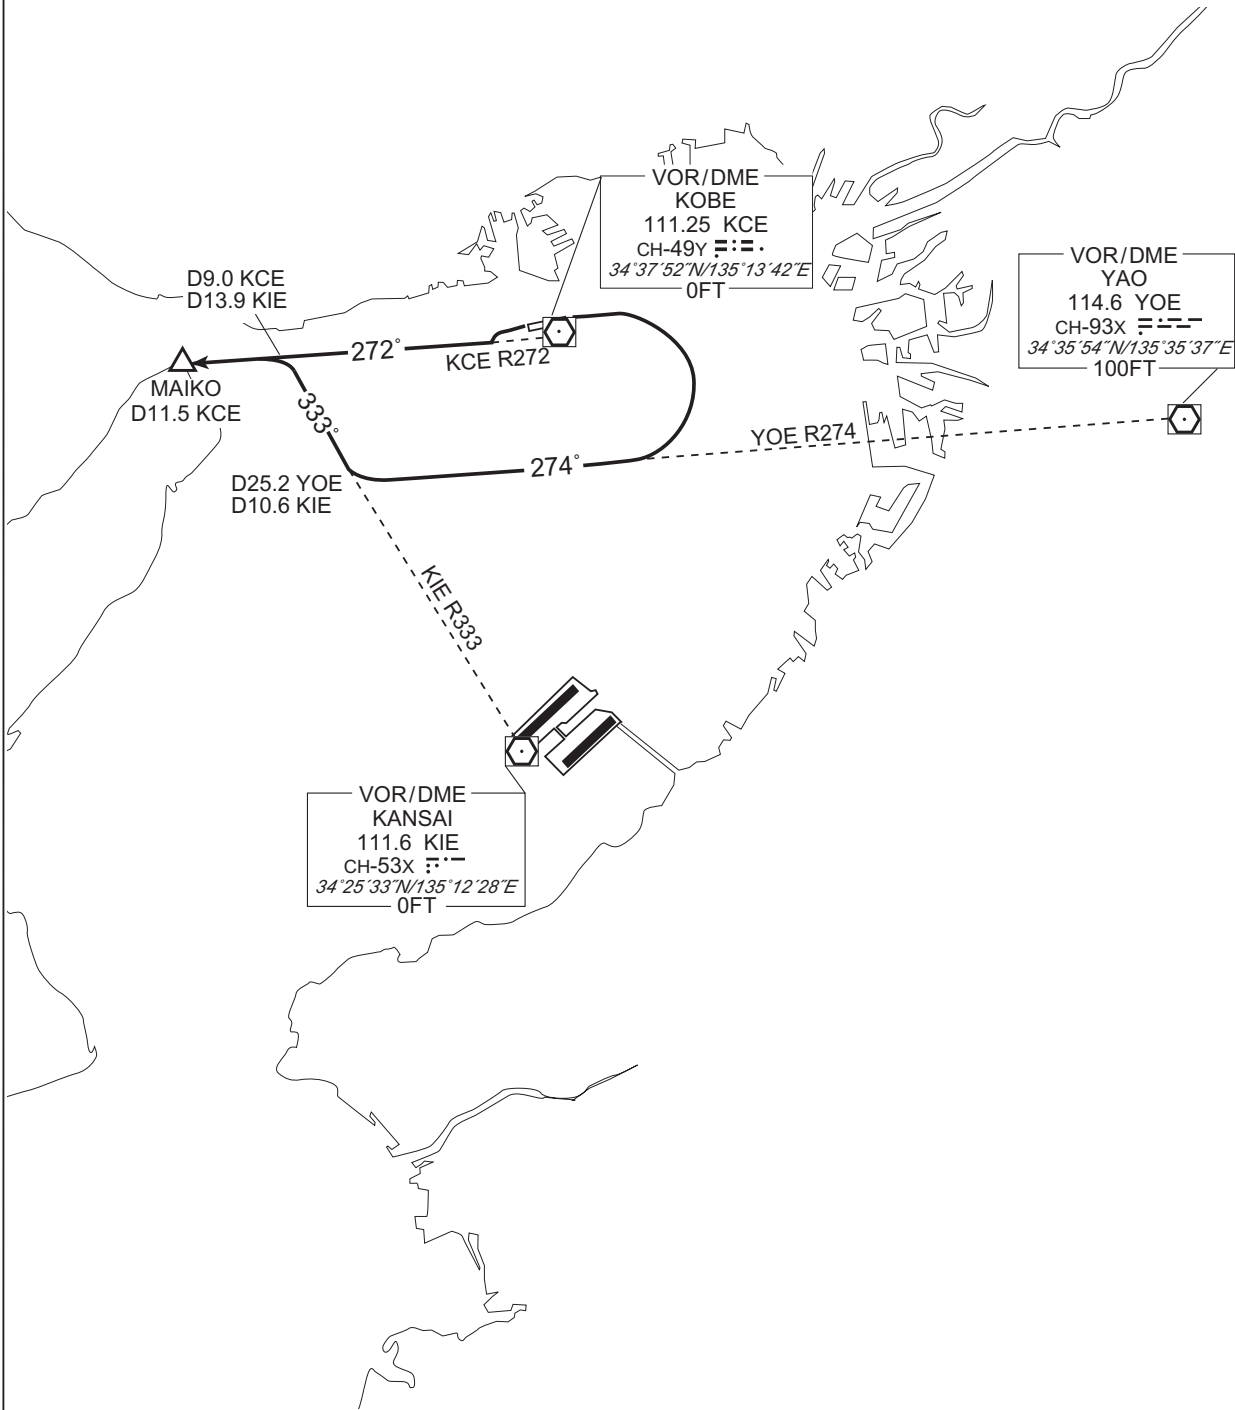 VOR/DME
KOBE
111.25 KCE
CH-49Y
34°37′52″N/135°13′42″E
0FT
VOR/DME
YAO
114.6 YOE
CH-93X
34°35′54″N/135°35′37″E
100FT
D9.0 KCE
D13.9 KIE
272°
KCE R272
MAIKO
D11.5 KCE
333°
YOE R274
274°
D25.2 YOE
D10.6 KIE
KIE R333
VOR/DME
KANSAI
111.6 KIE
CH-53X
34°25′33″N/135°12′28″E
0FT